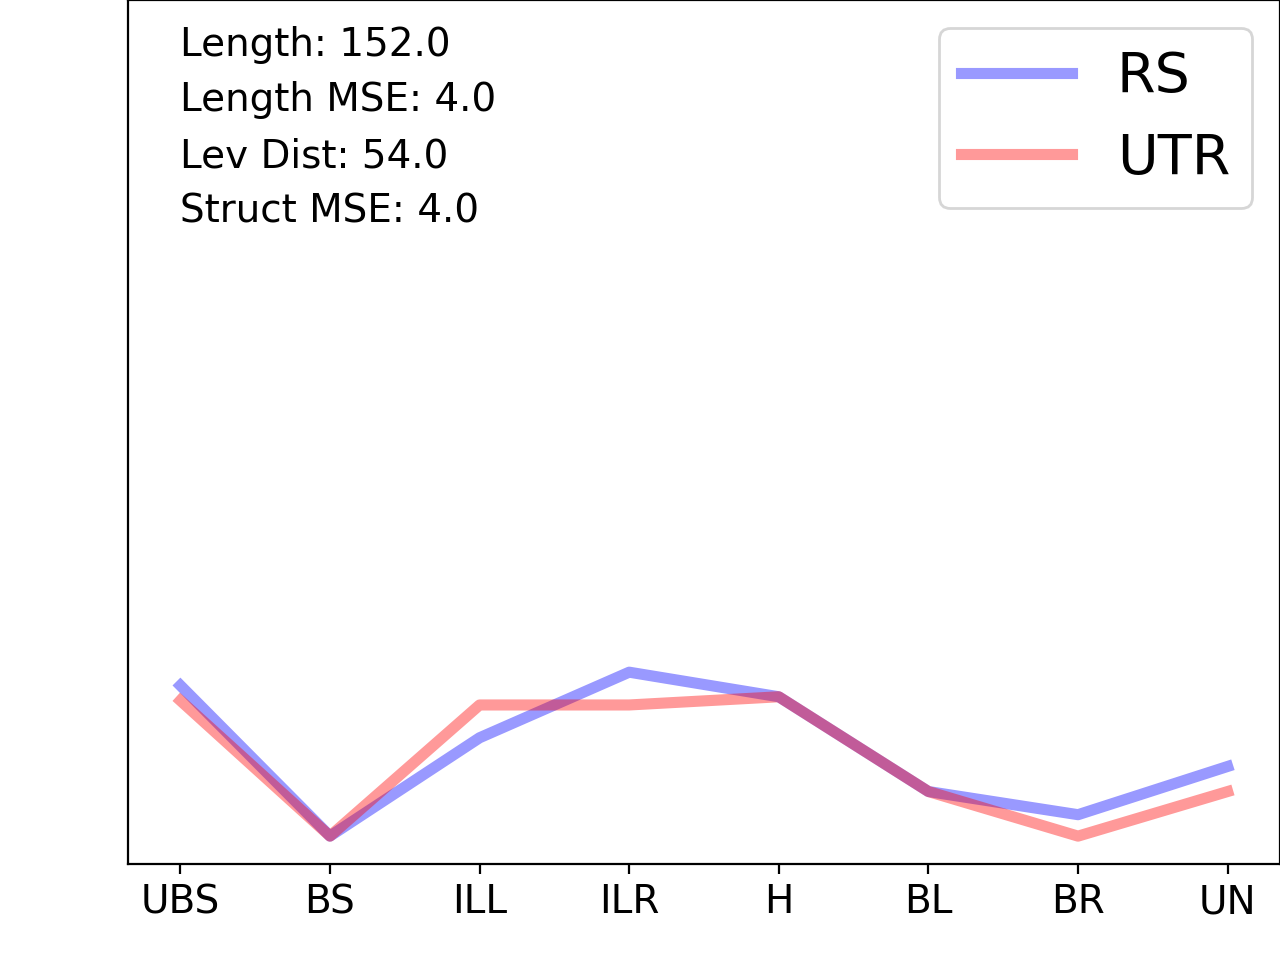 Length: 152.0
Length MSE: 4.0
Lev Dist: 54.0
Struct MSE: 4.0
RS
UTR
UBS BS ILL ILR H BL BR UN